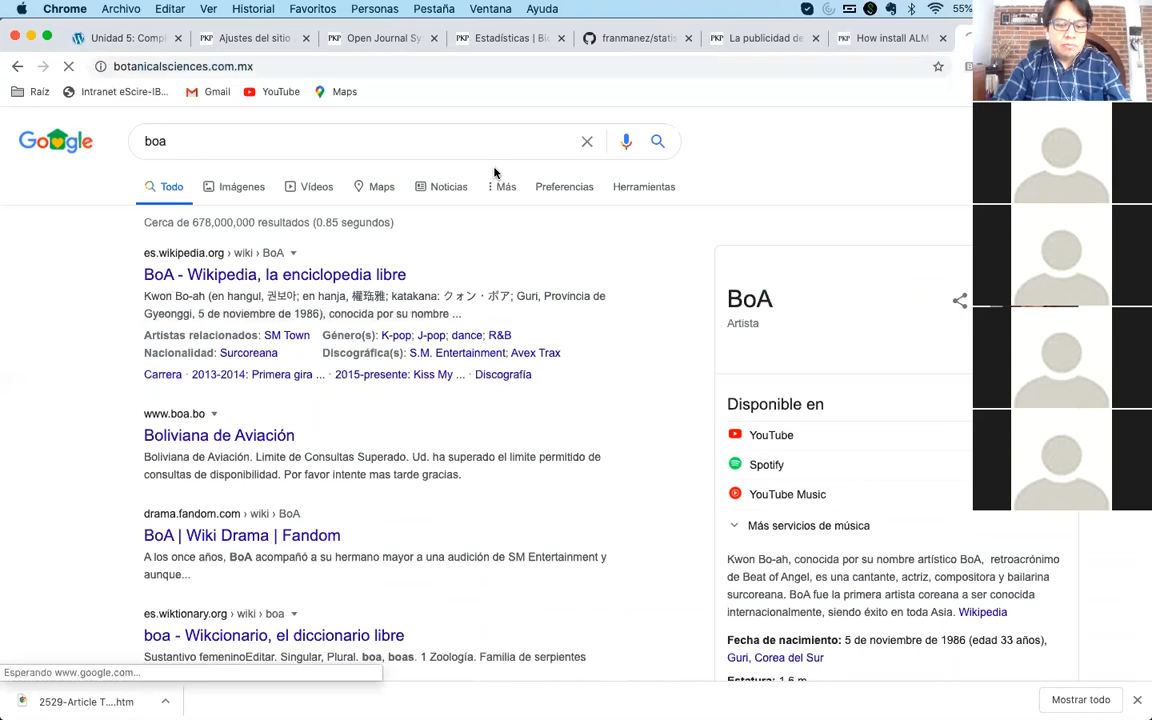 Chrome Archivo Editar Ver Historial Favoritos Personas Pestaña Ventana Ayuda 55%
Unidad 5: Comp Ajustes del sitio Open Journal Sy Estadísticas | Bi franmanez/stati La publicidad de How install ALM
botanicalsciences.com.mx
Raíz Intranet eScire-IB... Gmail YouTube Maps
Google boa
Todo Imágenes Vídeos Maps Noticias Más Preferencias Herramientas
Cerca de 678,000,000 resultados (0.85 segundos)
es.wikipedia.org › wiki › BoA
BoA - Wikipedia, la enciclopedia libre
Kwon Bo-ah (en hangul, 권보아; en hanja, 權珤雅; katakana: クォン・ボア; Guri, Provincia de
Gyeonggi, 5 de noviembre de 1986), conocida por su nombre ...
Artistas relacionados: SM Town Género(s): K-pop; J-pop; dance; R&B
Nacionalidad: Surcoreana Discográfica(s): S.M. Entertainment; Avex Trax
Carrera · 2013-2014: Primera gira ... · 2015-presente: Kiss My ... · Discografía
www.boa.bo
Boliviana de Aviación
Boliviana de Aviación. Limite de Consultas Superado. Ud. ha superado el limite permitido de
consultas de disponibilidad. Por favor intente mas tarde gracias.
drama.fandom.com › wiki › BoA
BoA | Wiki Drama | Fandom
A los once años, BoA acompañó a su hermano mayor a una audición de SM Entertainment y
aunque...
es.wiktionary.org › wiki › boa
boa - Wikcionario, el diccionario libre
Sustantivo femeninoEditar. Singular, Plural. boa, boas. 1 Zoología. Familia de serpientes
BoA
Artista
Disponible en
YouTube
Spotify
YouTube Music
Más servicios de música
Kwon Bo-ah, conocida por su nombre artístico BoA, retroacrónimo
de Beat of Angel, es una cantante, actriz, compositora y bailarina
surcoreana. BoA fue la primera artista coreana a ser conocida
internacionalmente, siendo éxito en toda Asia. Wikipedia
Fecha de nacimiento: 5 de noviembre de 1986 (edad 33 años),
Guri, Corea del Sur
Estatura: 1,6 m
Esperando www.google.com...
2529-Article T....htm Mostrar todo